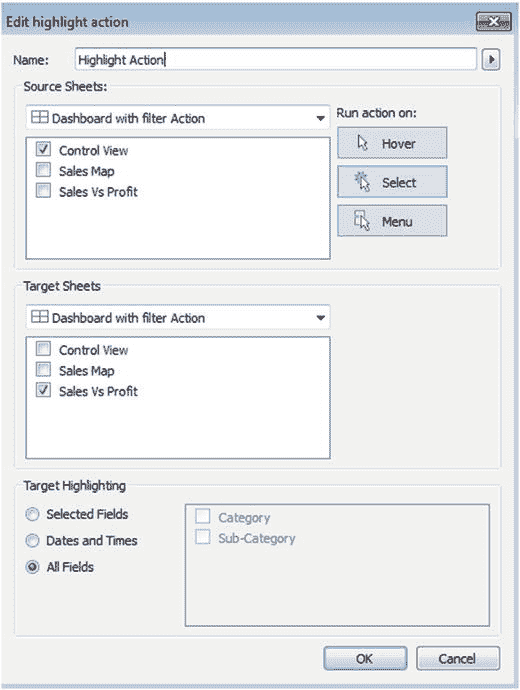 Edit highlight action
Name: Highlight Action
Source Sheets:
Dashboard with filter Action
Run action on:
Control View
Sales Map
Sales Vs Profit
Hover
Select
Menu
Target Sheets
Dashboard with filter Action
Control View
Sales Map
Sales Vs Profit
Target Highlighting
Selected Fields
Dates and Times
All Fields
Category
Sub-Category
OK
Cancel